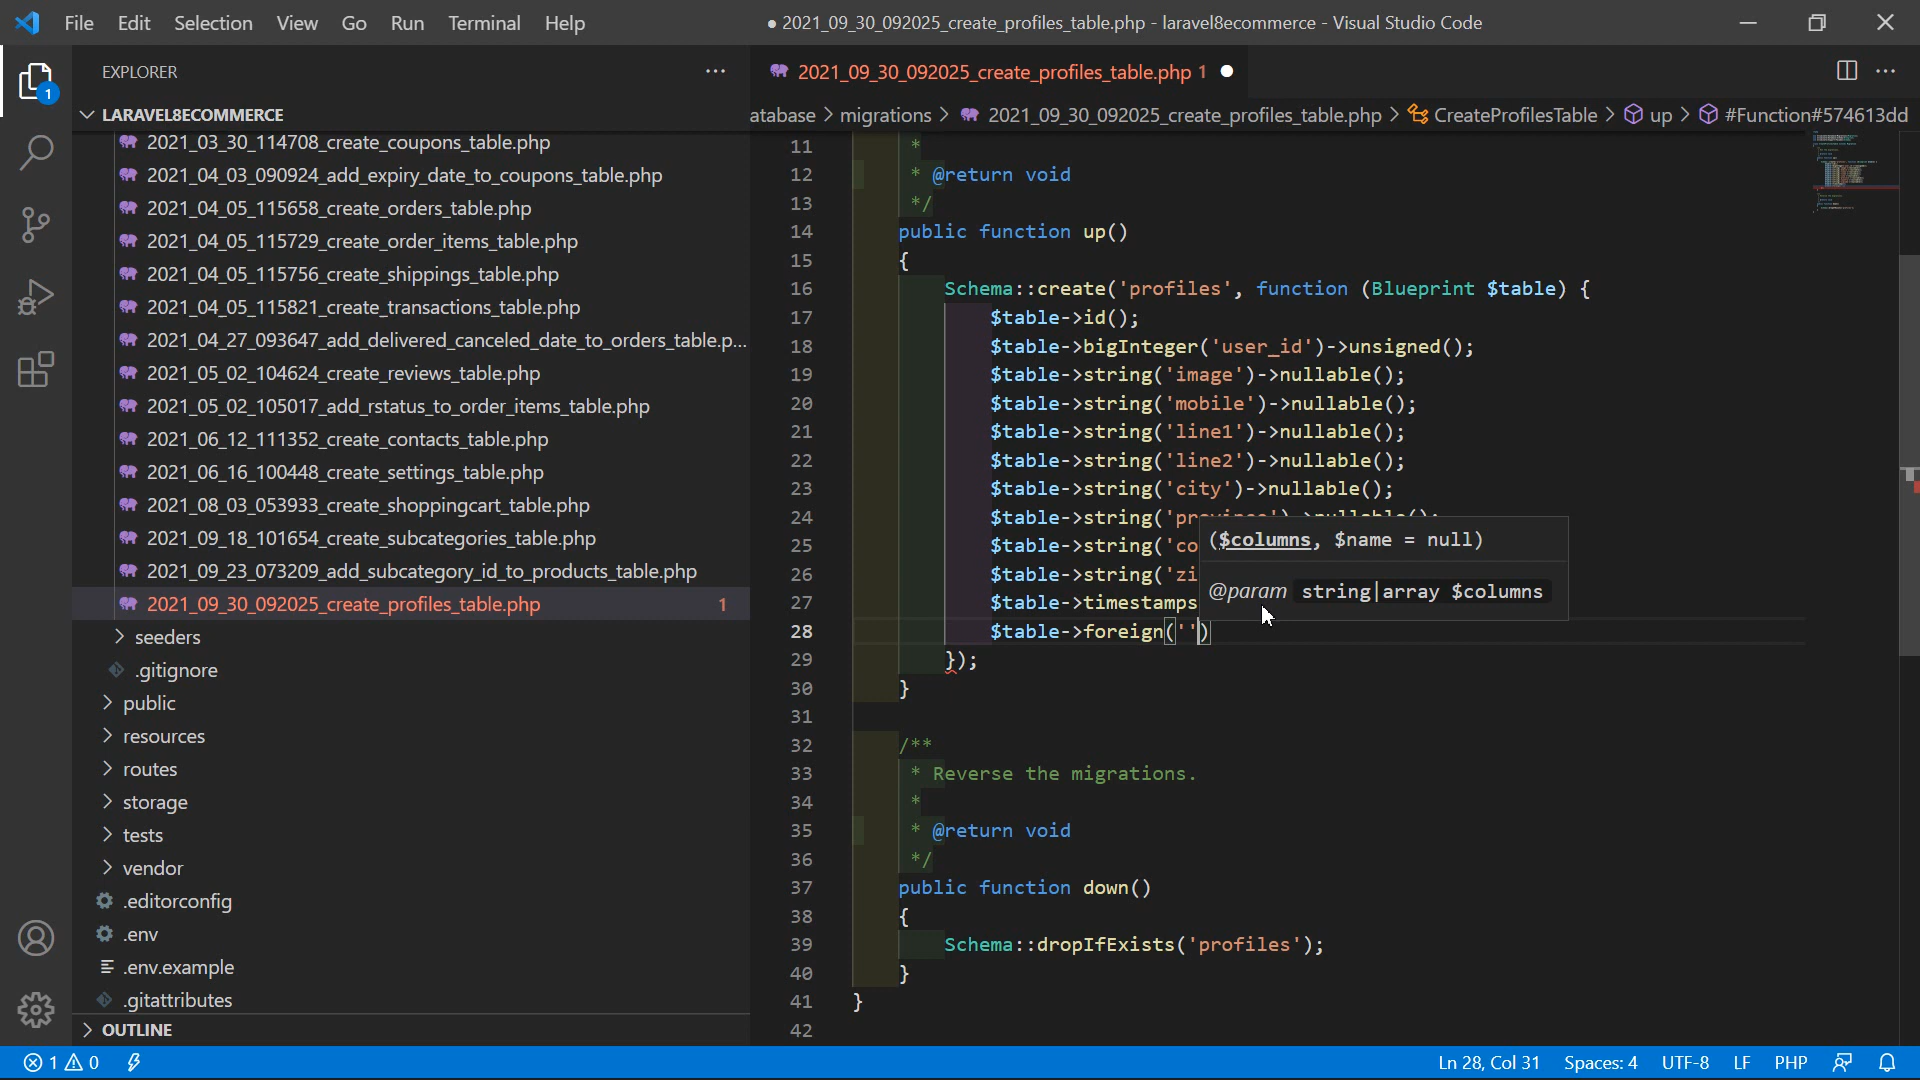 File Edit Selection View Go Run Terminal Help
● 2021_09_30_092025_create_profiles_table.php - laravel8ecommerce - Visual Studio Code
EXPLORER
2021_09_30_092025_create_profiles_table.php 1
1
LARAVEL8ECOMMERCE
atabase > migrations > 2021_09_30_092025_create_profiles_table.php > CreateProfilesTable > up > #Function#574613dd
2021_03_30_114708_create_coupons_table.php
2021_04_03_090924_add_expiry_date_to_coupons_table.php
2021_04_05_115658_create_orders_table.php
2021_04_05_115729_create_order_items_table.php
2021_04_05_115756_create_shippings_table.php
2021_04_05_115821_create_transactions_table.php
2021_04_27_093647_add_delivered_canceled_date_to_orders_table.p...
2021_05_02_104624_create_reviews_table.php
2021_05_02_105017_add_rstatus_to_order_items_table.php
2021_06_12_111352_create_contacts_table.php
2021_06_16_100448_create_settings_table.php
2021_08_03_053933_create_shoppingcart_table.php
2021_09_18_101654_create_subcategories_table.php
2021_09_23_073209_add_subcategory_id_to_products_table.php
2021_09_30_092025_create_profiles_table.php 1
seeders
.gitignore
public
resources
routes
storage
tests
vendor
.editorconfig
.env
.env.example
.gitattributes
OUTLINE
11 *
12 * @return void
13 */
14 public function up()
15 {
16 Schema::create('profiles', function (Blueprint $table) {
17 $table->id();
18 $table->bigInteger('user_id')->unsigned();
19 $table->string('image')->nullable();
20 $table->string('mobile')->nullable();
21 $table->string('line1')->nullable();
22 $table->string('line2')->nullable();
23 $table->string('city')->nullable();
24 $table->string('province')->nullable();
25 $table->string('co
26 $table->string('zi
27 $table->timestamps
28 $table->foreign('')
29 });
30 }
31
32 /**
33 * Reverse the migrations.
34 *
35 * @return void
36 */
37 public function down()
38 {
39 Schema::dropIfExists('profiles');
40 }
41 }
42
($columns, $name = null)
@param string|array $columns
1 0
Ln 28, Col 31 Spaces: 4 UTF-8 LF PHP